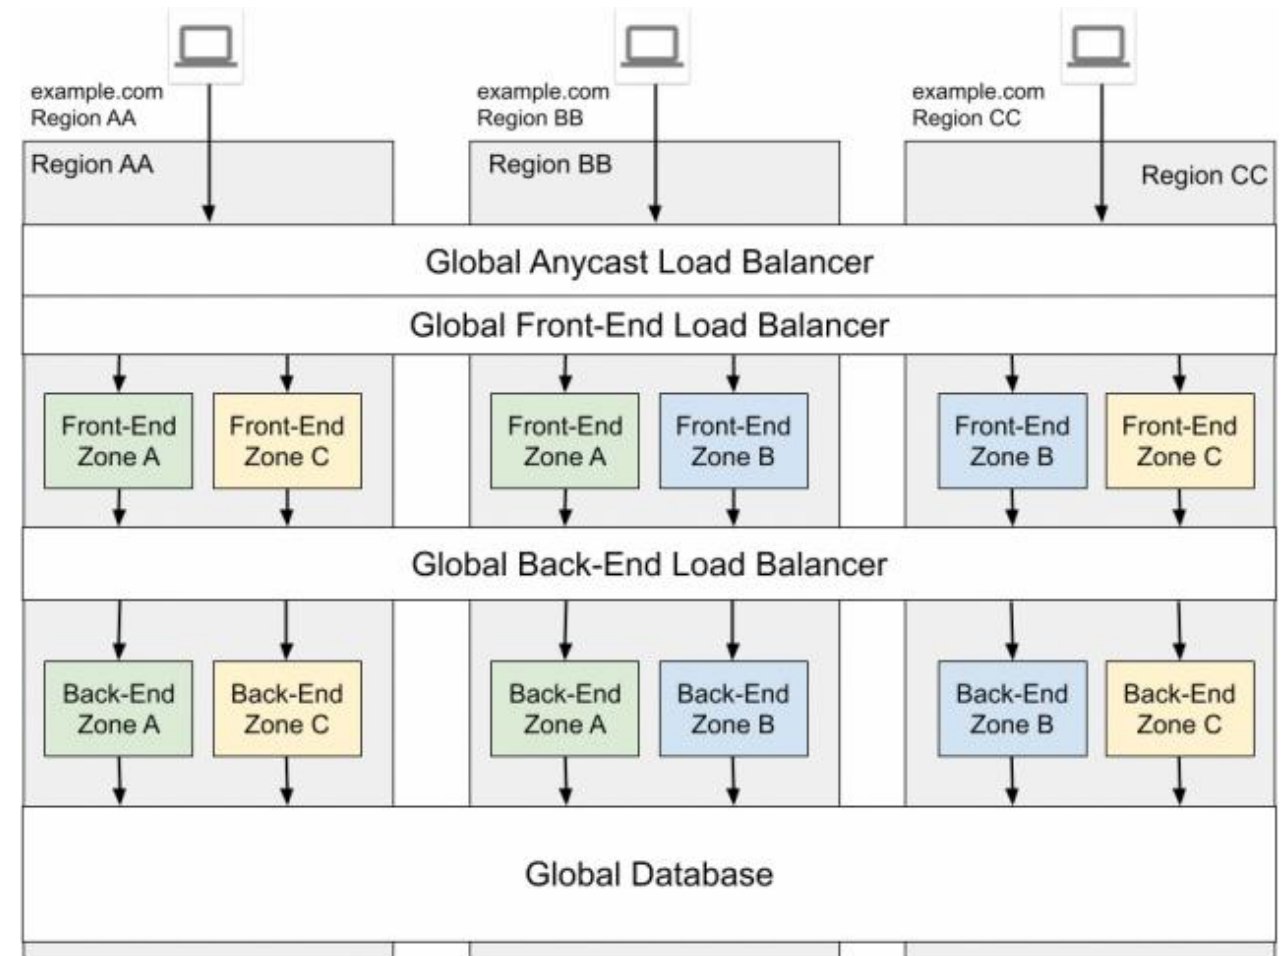 example.com
Region AA
example.com
Region BB
example.com
Region CC
Region AA
Region BB
Region CC
Global Anycast Load Balancer
Global Front-End Load Balancer
Front-End
Zone A
Front-End
Zone C
Front-End
Zone A
Front-End
Zone B
Front-End
Zone B
Front-End
Zone C
Global Back-End Load Balancer
Back-End
Zone A
Back-End
Zone C
Back-End
Zone A
Back-End
Zone B
Back-End
Zone B
Back-End
Zone C
Global Database